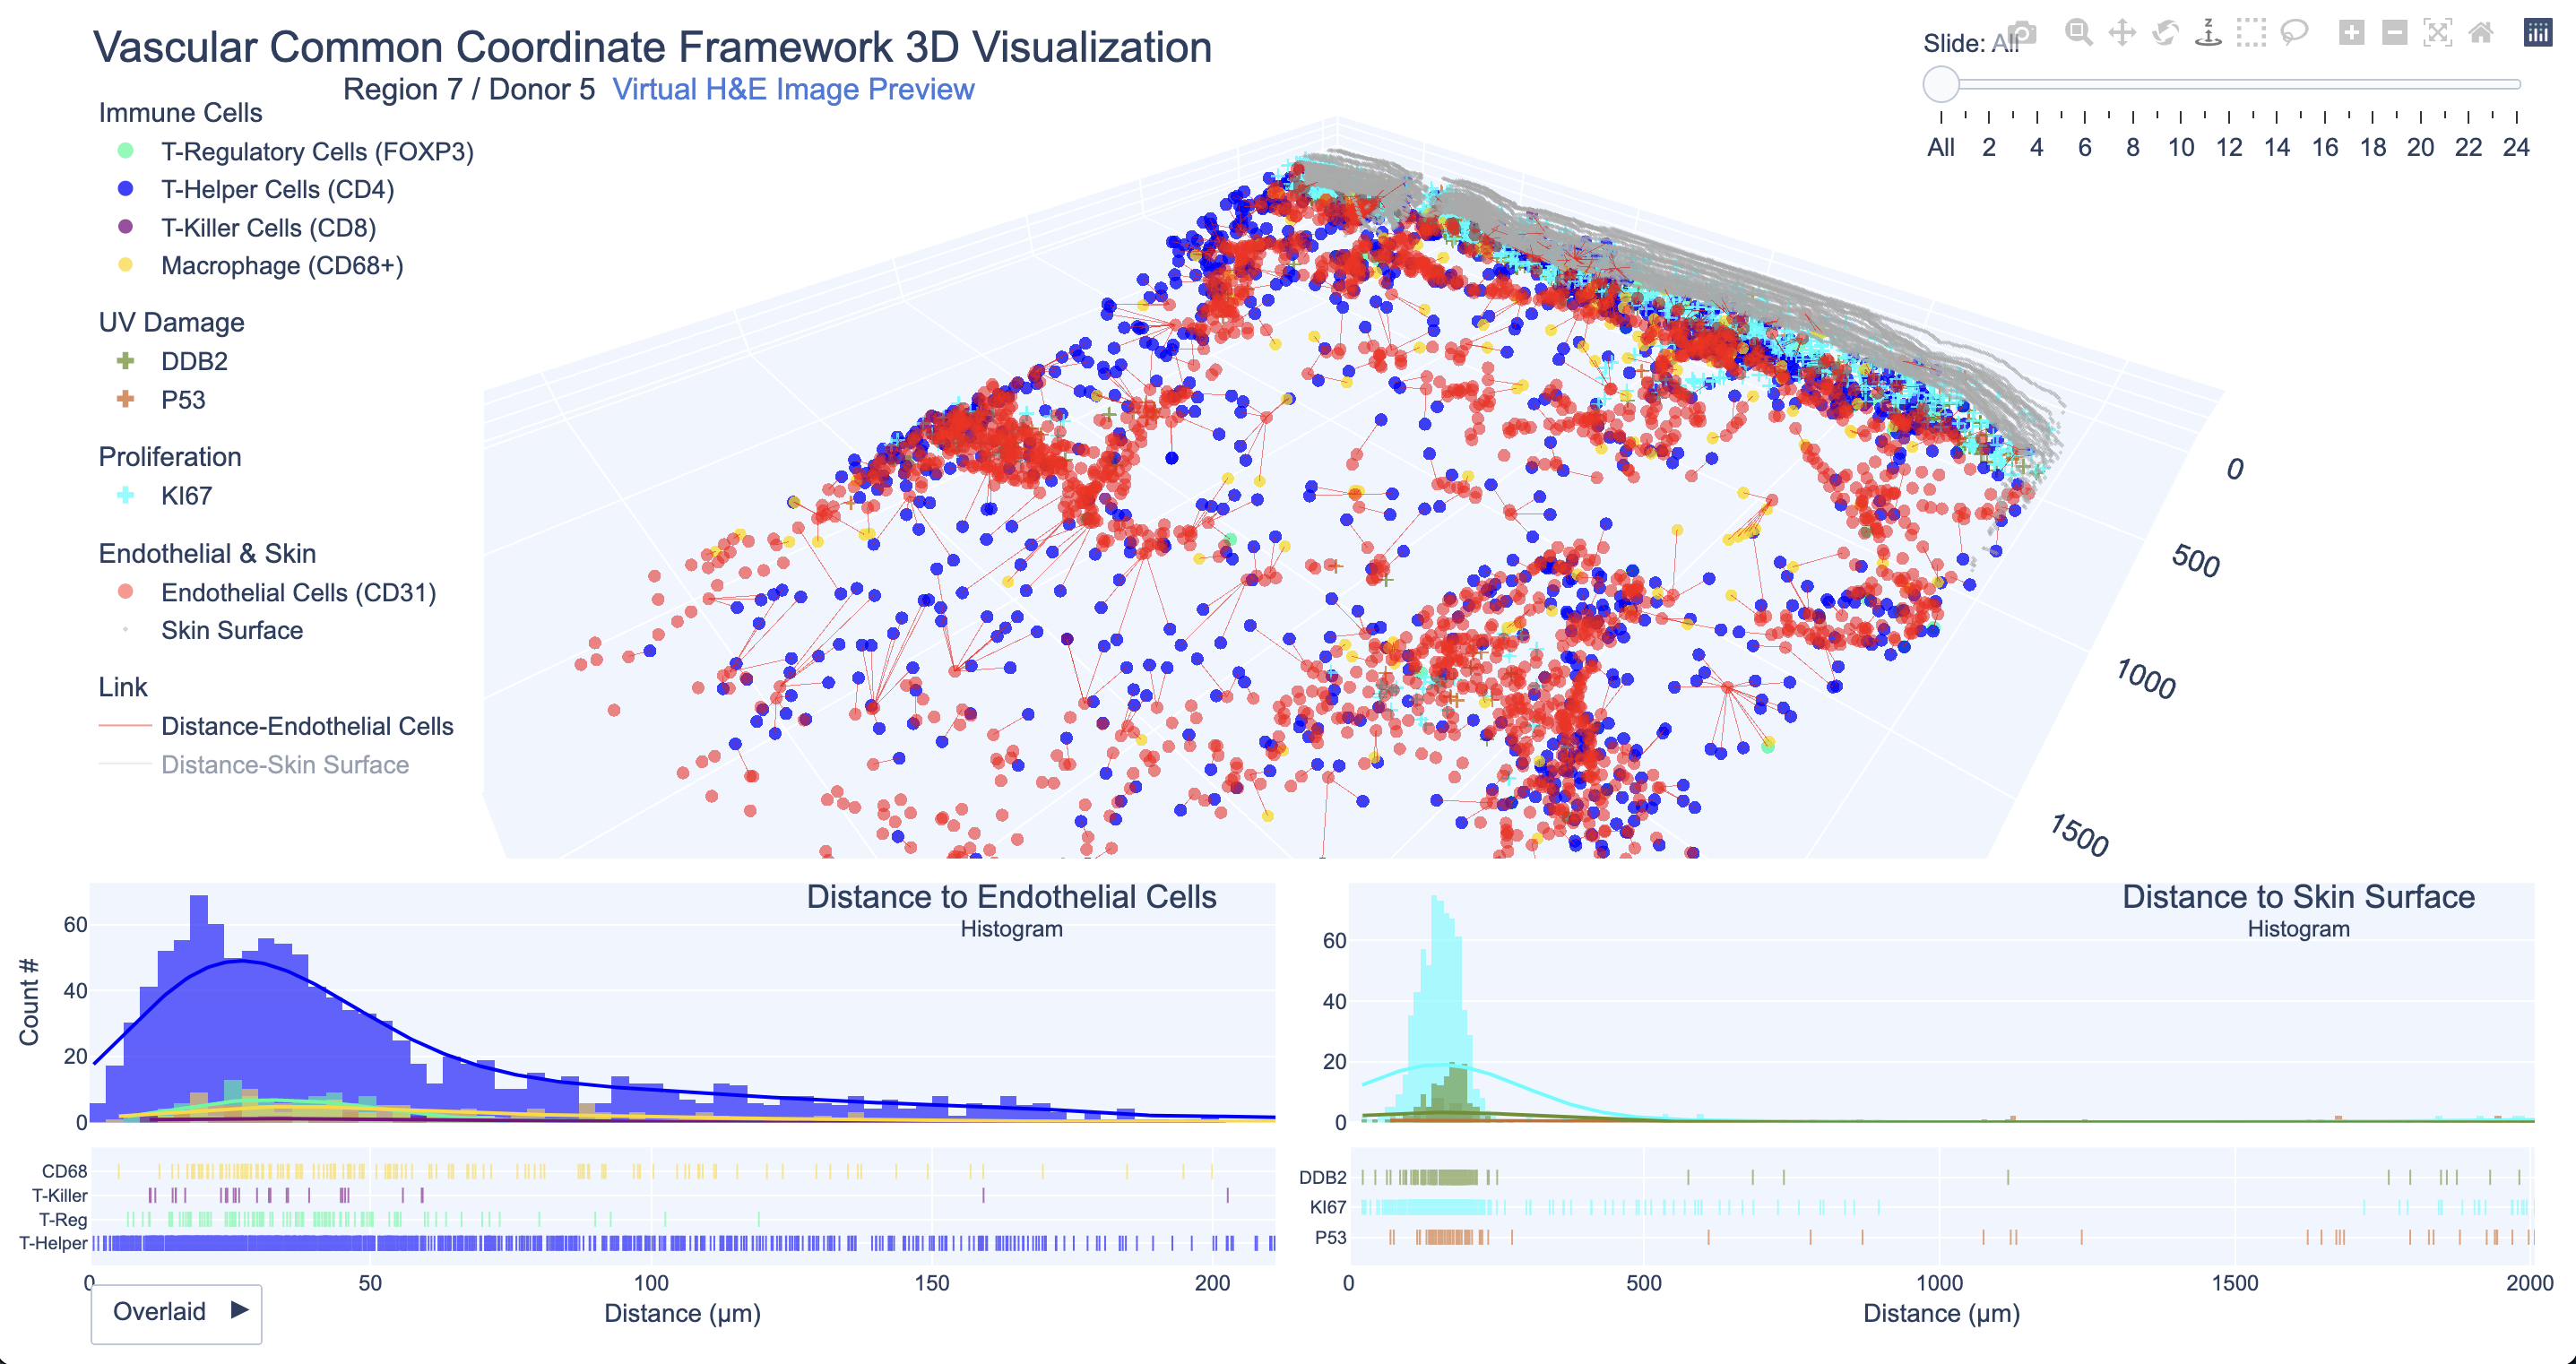 Vascular Common Coordinate Framework 3D Visualization
Region 7 / Donor 5 Virtual H&E Image Preview
Slide: All
All 2 4 6 8 10 12 14 16 18 20 22 24
Immune Cells
T-Regulatory Cells (FOXP3)
T-Helper Cells (CD4)
T-Killer Cells (CD8)
Macrophage (CD68+)
UV Damage
DDB2
P53
Proliferation
KI67
Endothelial & Skin
Endothelial Cells (CD31)
Skin Surface
Link
Distance-Endothelial Cells
Distance-Skin Surface
0
500
1000
1500
Distance to Endothelial Cells
Histogram
Count #
60
40
20
0
CD68
T-Killer
T-Reg
T-Helper
0 50 100 150 200
Distance (μm)
Overlaid ▶
Distance to Skin Surface
Histogram
60
40
20
0
DDB2
KI67
P53
0 500 1000 1500 2000
Distance (μm)